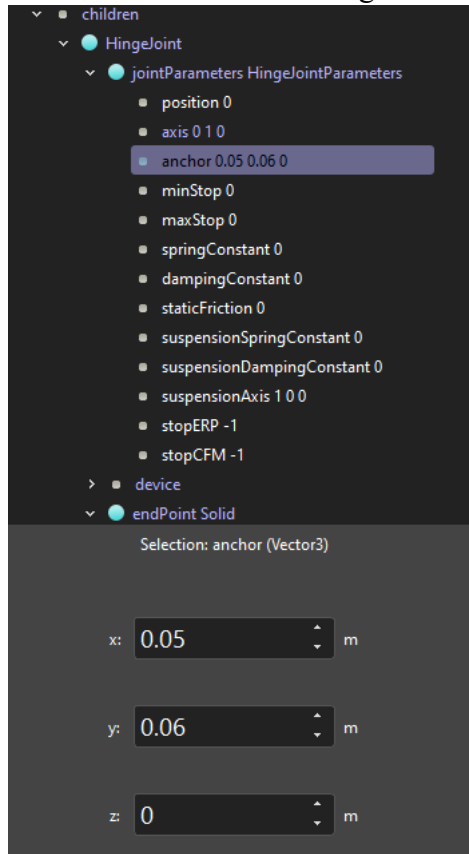 children
HingeJoint
jointParameters HingeJointParameters
position 0
axis 0 1 0
anchor 0.05 0.06 0
minStop 0
maxStop 0
springConstant 0
dampingConstant 0
staticFriction 0
suspensionSpringConstant 0
suspensionDampingConstant 0
suspensionAxis 1 0 0
stopERP -1
stopCFM -1
device
endPoint Solid
Selection: anchor (Vector3)
x: 0.05 m
y: 0.06 m
z: 0 m